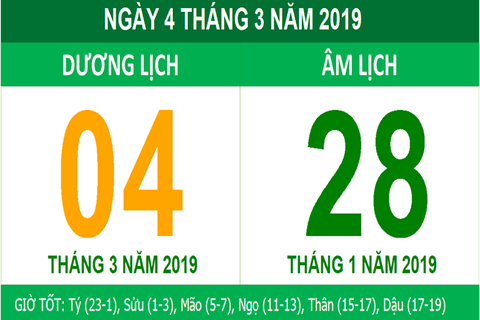 NGÀY 4 THÁNG 3 NĂM 2019
DƯƠNG LỊCH
ÂM LỊCH
04
28
THÁNG 3 NĂM 2019
THÁNG 1 NĂM 2019
GIỜ TỐT: Tý (23-1), Sửu (1-3), Mão (5-7), Ngọ (11-13), Thân (15-17), Dậu (17-19)